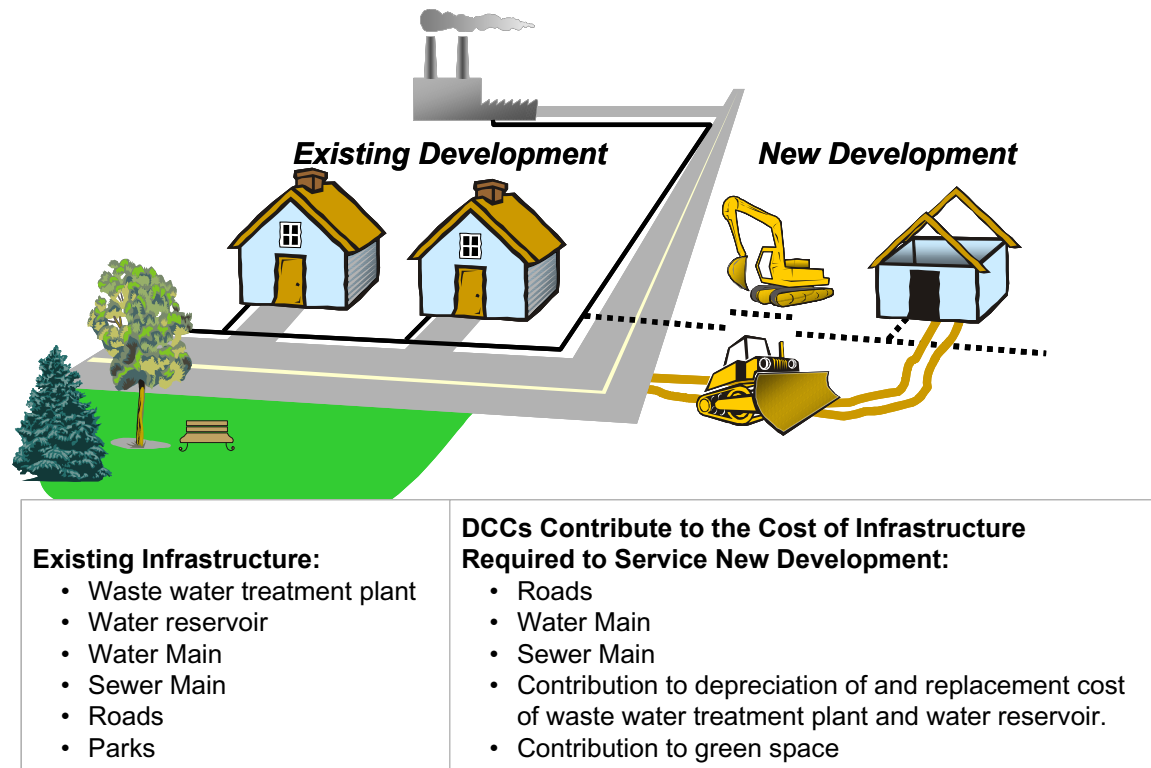 Existing Development
New Development
Existing Infrastructure:
• Waste water treatment plant
• Water reservoir
• Water Main
• Sewer Main
• Roads
• Parks
DCCs Contribute to the Cost of Infrastructure
Required to Service New Development:
• Roads
• Water Main
• Sewer Main
• Contribution to depreciation of and replacement cost
of waste water treatment plant and water reservoir.
• Contribution to green space